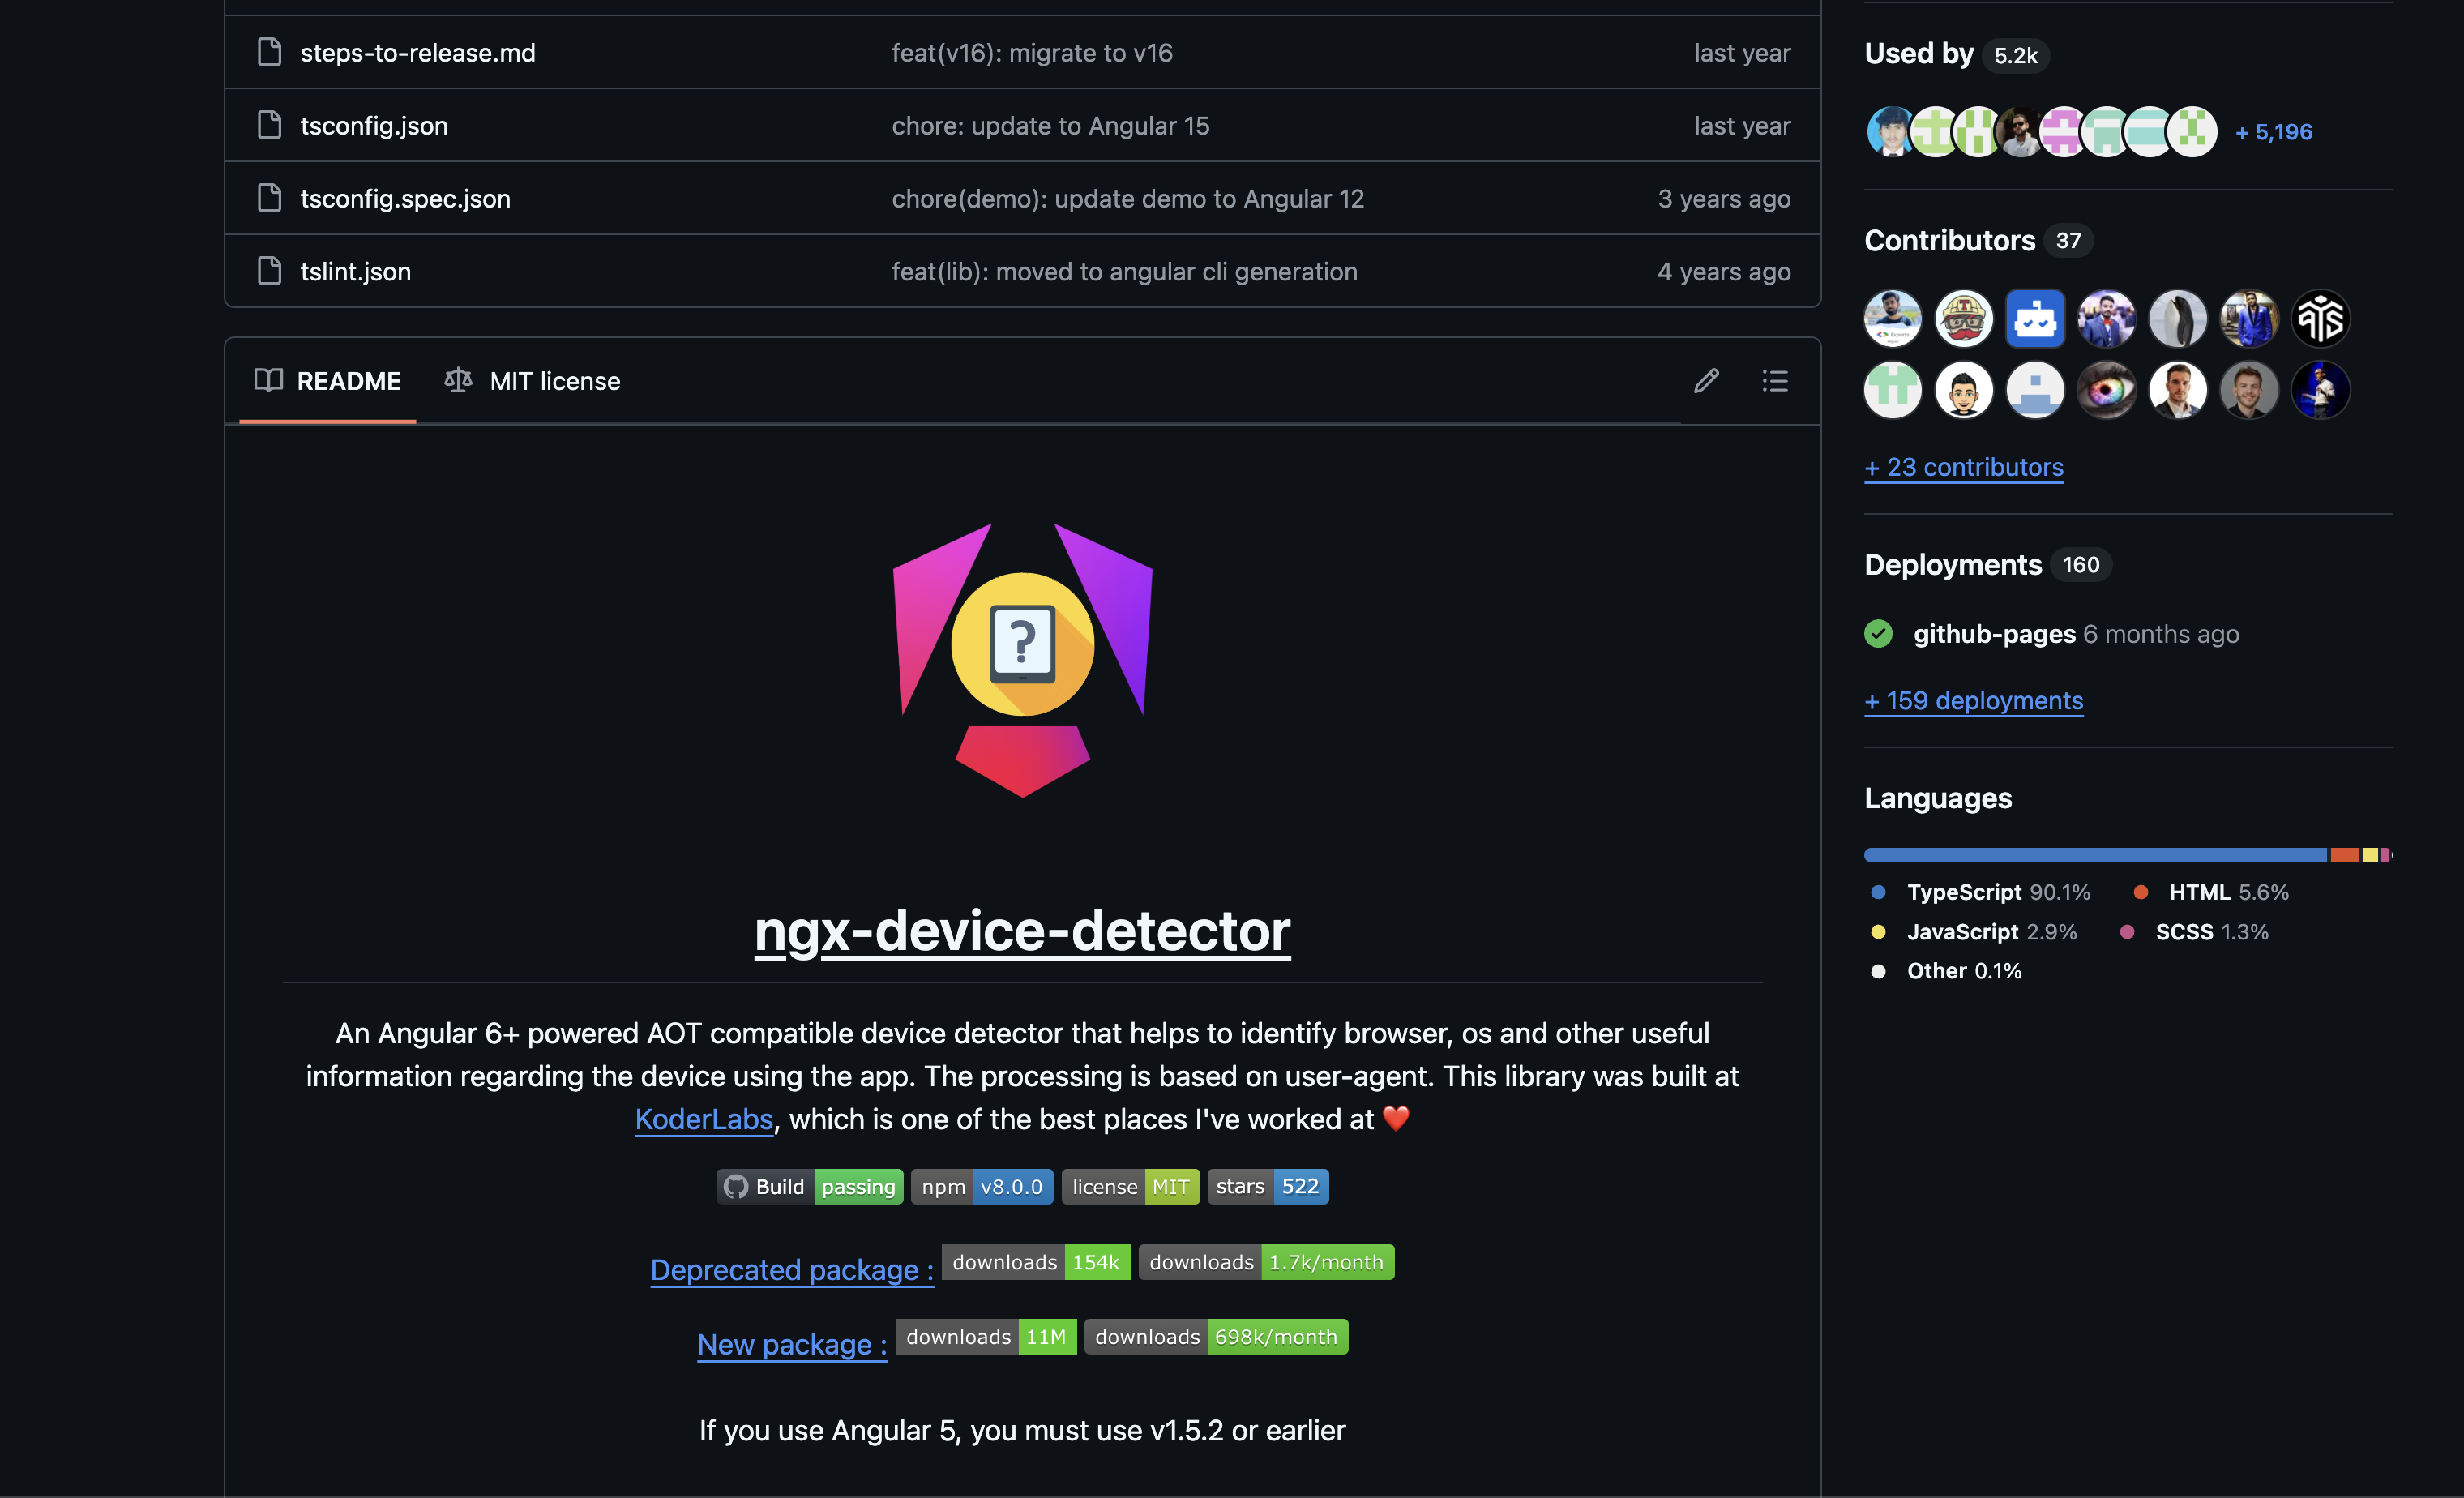 steps-to-release.md feat(v16): migrate to v16 last year
tsconfig.json chore: update to Angular 15 last year
tsconfig.spec.json chore(demo): update demo to Angular 12 3 years ago
tslint.json feat(lib): moved to angular cli generation 4 years ago
README MIT license
?
ngx-device-detector
An Angular 6+ powered AOT compatible device detector that helps to identify browser, os and other useful
information regarding the device using the app. The processing is based on user-agent. This library was built at
KoderLabs, which is one of the best places I've worked at ❤️
Build passing npm v8.0.0 license MIT stars 522
Deprecated package : downloads 154k downloads 1.7k/month
New package : downloads 11M downloads 698k/month
If you use Angular 5, you must use v1.5.2 or earlier
Used by 5.2k
+ 5,196
Contributors 37
+ 23 contributors
Deployments 160
github-pages 6 months ago
+ 159 deployments
Languages
TypeScript 90.1% HTML 5.6%
JavaScript 2.9% SCSS 1.3%
Other 0.1%